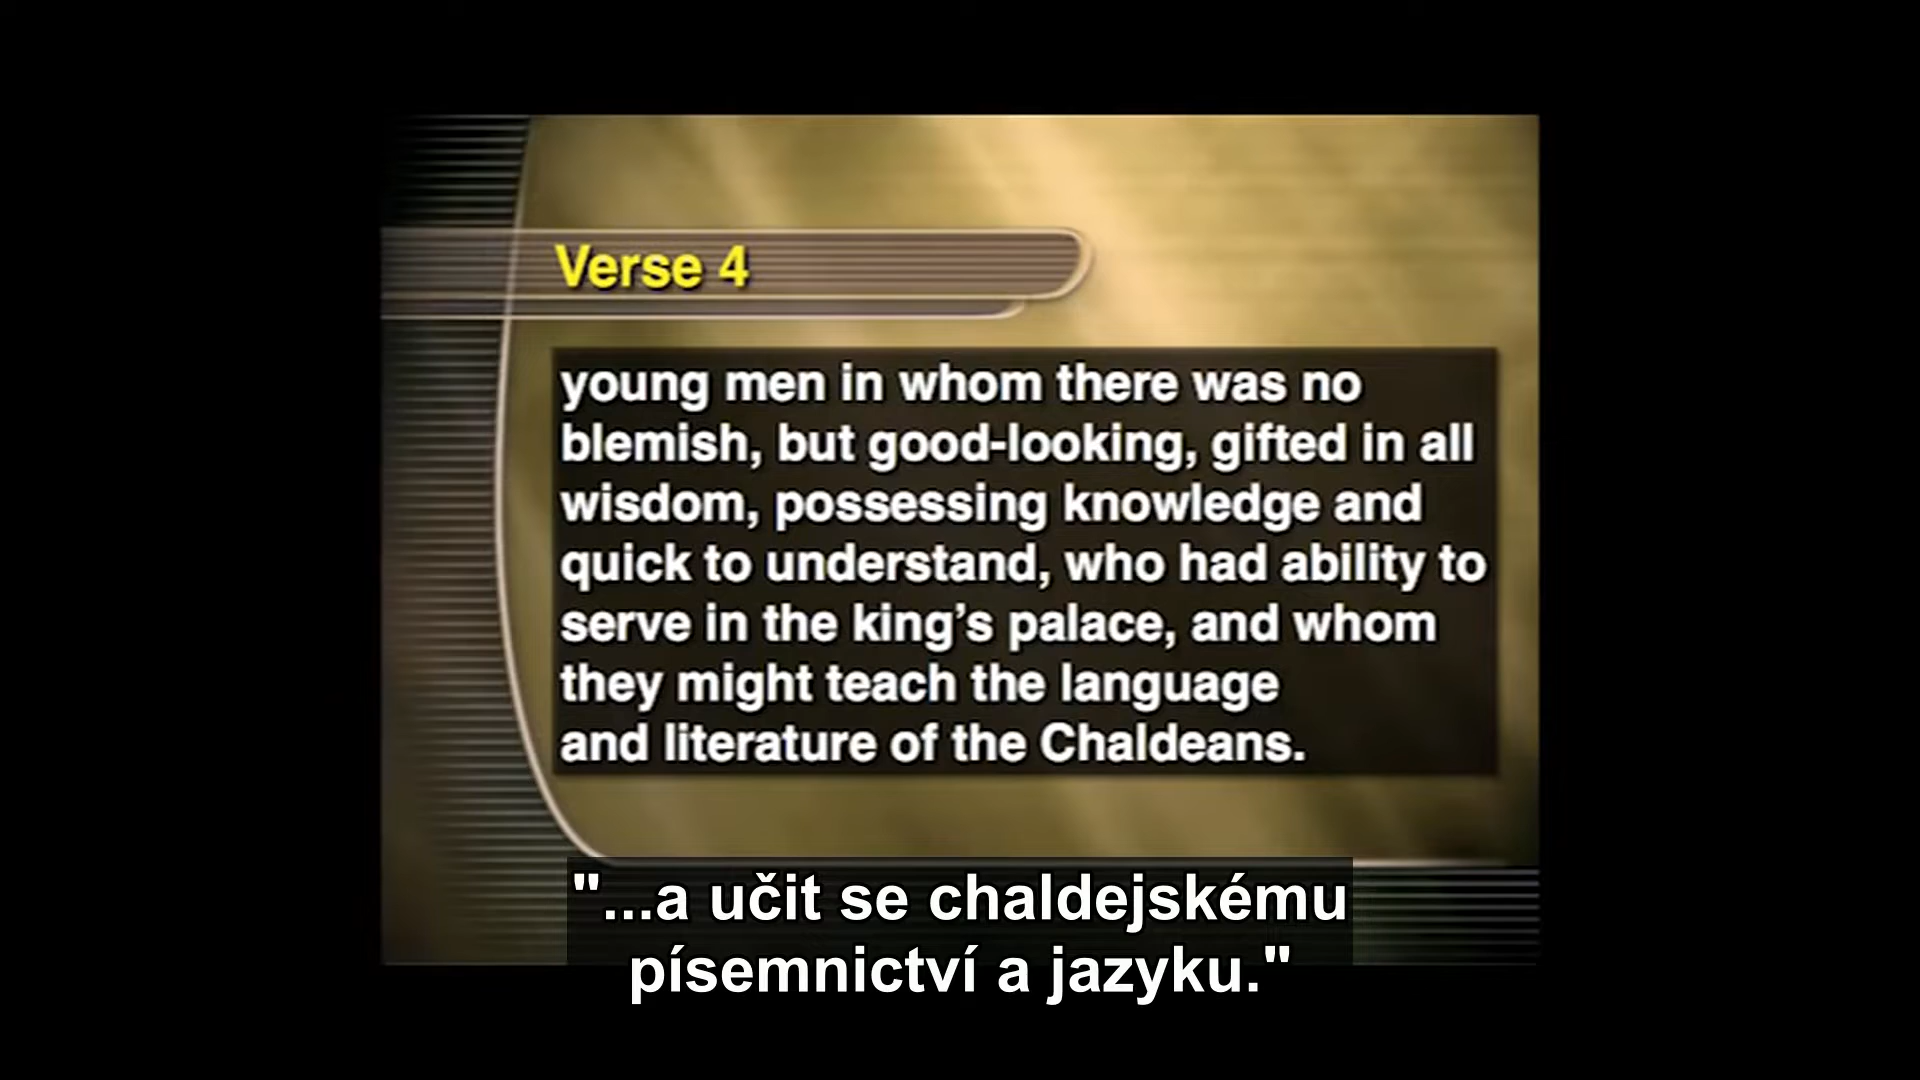 Verse 4
young men in whom there was no
blemish, but good-looking, gifted in all
wisdom, possessing knowledge and
quick to understand, who had ability to
serve in the king’s palace, and whom
they might teach the language
and literature of the Chaldeans.
"...a učit se chaldejskému
písemnictví a jazyku."